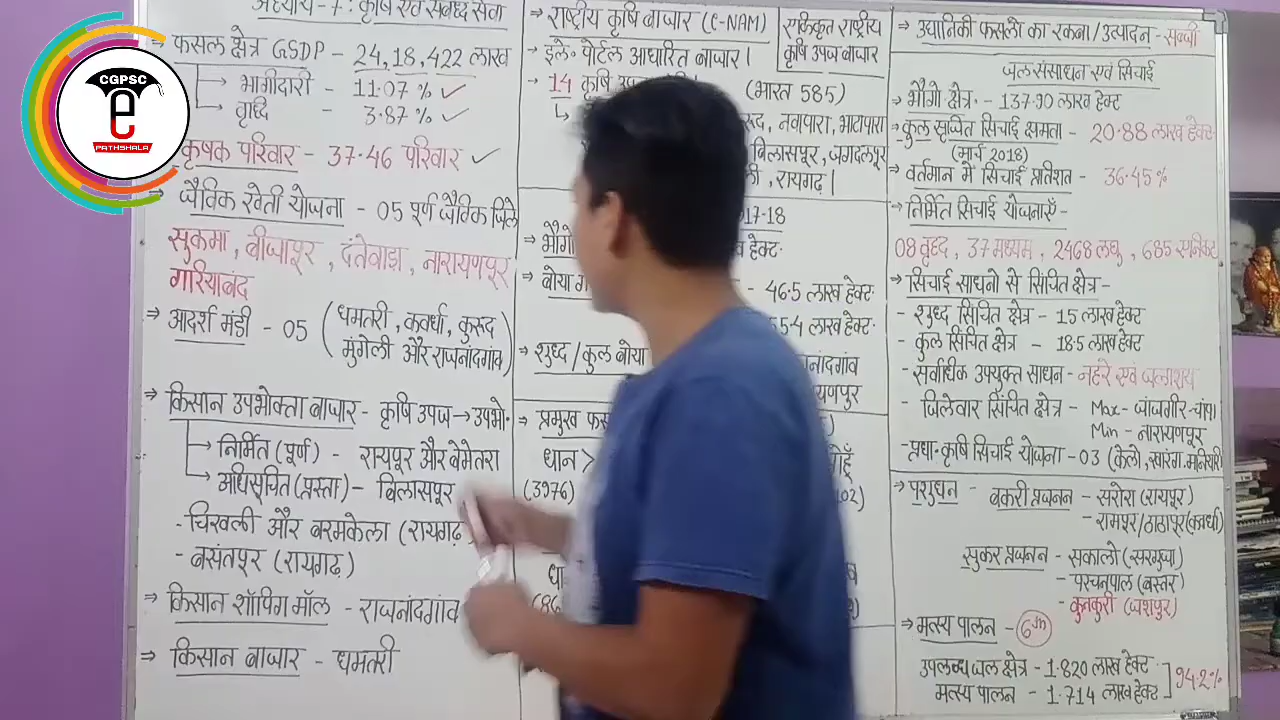 CGPSC
e
PATHSHALA
अध्याय - 7 : कृषि एवं संबध्द सेवा
⇒ फसल क्षेत्र GSDP - 24,18,422 लाख
→ भागीदारी - 11.07 % ✓
→ वृध्दि - 3.87 % ✓
कृषक परिवार - 37.46 परिवार ✓
⇒ जैविक खेती योजना - 05 पूर्ण जैविक जिले
सुकमा, बीजापूर, दंतेवाडा, नारायणपूर
गारियाबंद
⇒ आदर्श मंडी - 05 (धमतरी, कवर्धा, कुरूद
मुंगेली और राजनांदगांव)
⇒ किसान उपभोक्ता बाजार - कृषि उपज → उपभो.
→ निर्मित (पूर्ण) - रायपूर और बेमेतरा
→ अधिसूचित (प्रस्ता) - बिलासपूर
- चिखली और बरमकेला (रायगढ़
- बसंतपूर (रायगढ)
⇒ किसान शॉपिंग मॉल - राजनांदगांव
⇒ किसान बाजार - धमतरी
⇒ राष्ट्रीय कृषि बाजार (C-NAM)
एकिकृत राष्ट्रीय
कृषि उपज बाजार
⇒ इले. पोर्टल आधारित बाजार।
→ 14 कृषि उपज (भारत 585)
रूद, नवापारा, भाटापारा
बिलासपूर, जगदलपूर
, रायगढ़।
17-18
⇒ भौगो हेक्ट.
⇒ बोया ग - 46.5 लाख हेक्ट.
5.4 लाख हेक्ट.
⇒ शुध्द / कुल बोया नांदगांव
यणपुर
⇒ प्रमुख फस
धान >
(3976)
⇒ उद्यानिकी फसलो का रकबा / उत्पादन - सब्जी
जल संसाधन एवं सिंचाई
⇒ भौगो क्षेत्र. - 137.90 लाख हेक्ट
⇒ कुल सृजित सिंचाई क्षमता - 20.88 लाख हेक्ट.
(मार्च 2018)
⇒ वर्तमान में सिंचाई प्रतिशत - 36.45%
⇒ निर्मित सिंचाई योजनाएँ -
08 वृहद, 37 मध्यम, 2468 लघु, 685 एनिकट
⇒ सिंचाई साधनो से सिंचित क्षेत्र -
- शुध्द सिंचित क्षेत्र - 15 लाख हेक्ट
- कुल सिंचित क्षेत्र - 18.5 लाख हेक्ट
- सर्वाधिक उपयुक्त साधन - नहरे एवं जलाशय
- जिलेवार सिंचित क्षेत्र - Max - जांजगीर - चांपा
Min - नारायणपूर
- प्रधा. कृषि सिंचाई योजना - 03 (केलो, खारंग, मनियारी)
⇒ पशुधन - बकरी प्रजनन - सरोरा (रायपूर)
- रामपूर / ठाठापूर (कवर्धा)
सुकर प्रजनन - सकालो (सरगुजा)
- परचनपाल (बस्तर)
- कुनकुरी (जशपुर)
⇒ मत्स्य पालन - 6th
उपलब्ध जल क्षेत्र - 1.820 लाख हेक्ट.
मत्स्य पालन - 1.714 लाख हेक्ट
94.2%